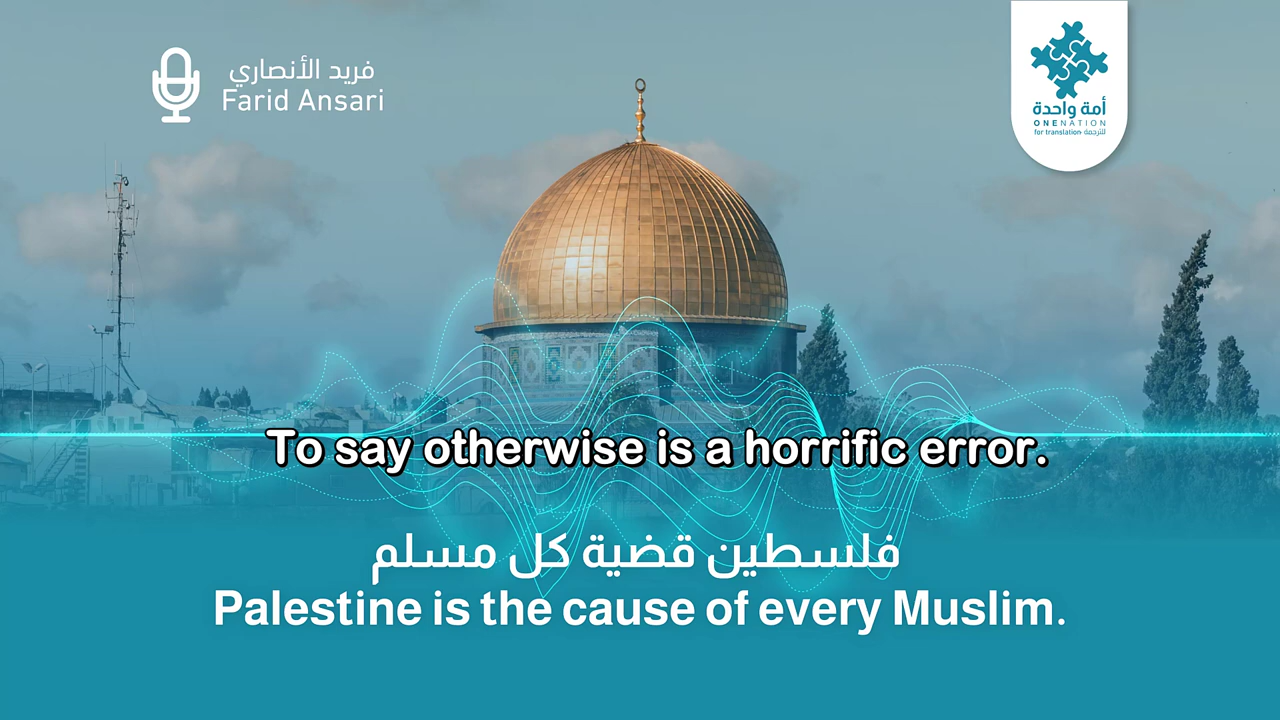 فريد الأنصاري
Farid Ansari
أمة واحدة
ONENATION
for translation للترجمة
To say otherwise is a horrific error.
فلسطين قضية كل مسلم
Palestine is the cause of every Muslim.